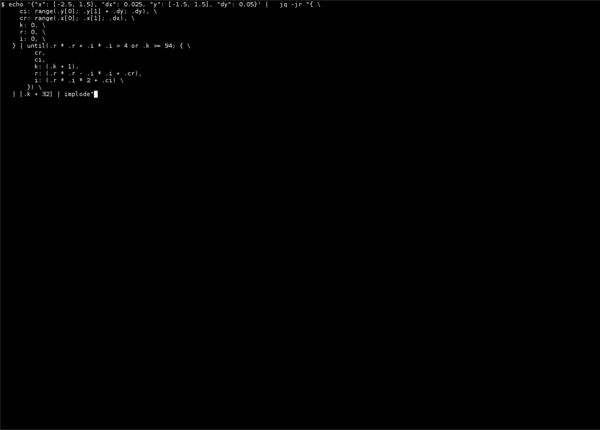 $ echo '{"x": [-2.5, 1.5], "dx": 0.025, "y": [-1.5, 1.5], "dy": 0.05}' |   jq -jr "{ \
ci: range(.y[0]; .y[1] + .dy; .dy), \
cr: range(.x[0]; .x[1]; .dx), \
k: 0, \
r: 0, \
i: 0, \
} | until(.r * .r + .i * .i > 4 or .k >= 94; { \
cr,
ci,
k: (.k + 1),
r: (.r * .r - .i * .i + .cr),
i: (.r * .i * 2 + .ci) \
}) \
| [.k + 32] | implode"